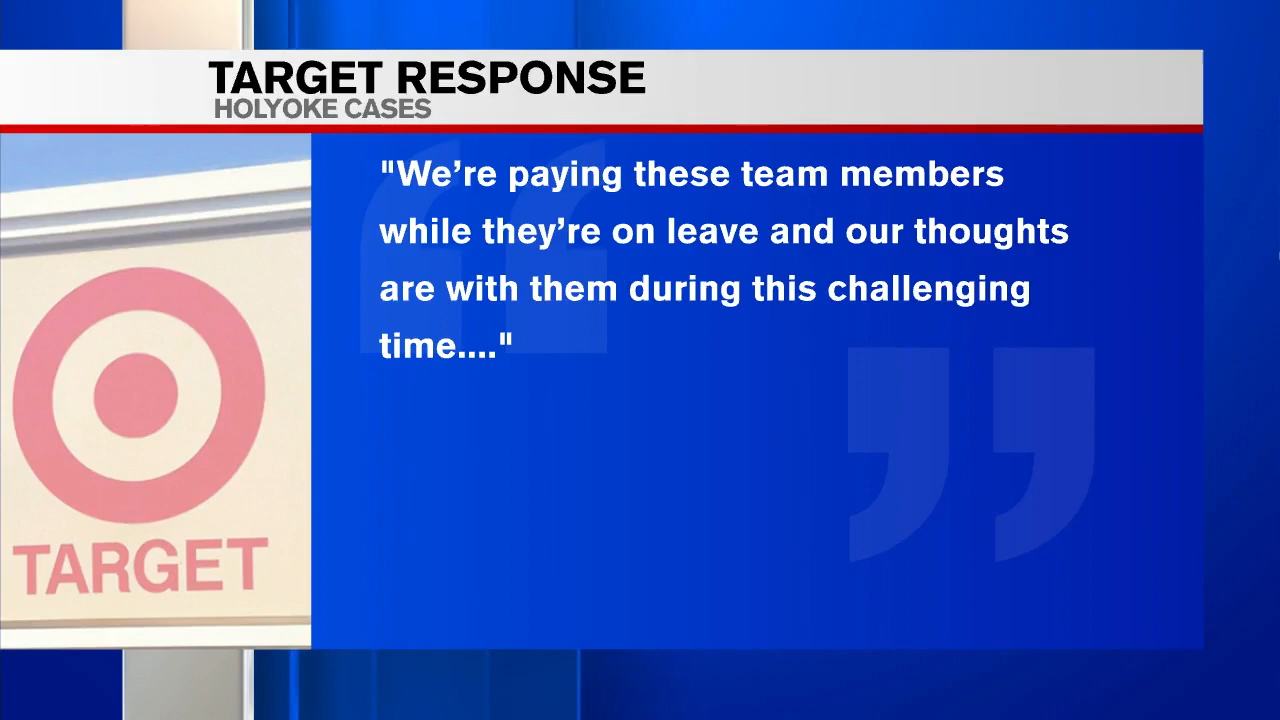 TARGET RESPONSE
HOLYOKE CASES
"We’re paying these team members
while they’re on leave and our thoughts
are with them during this challenging
time...."
TARGET